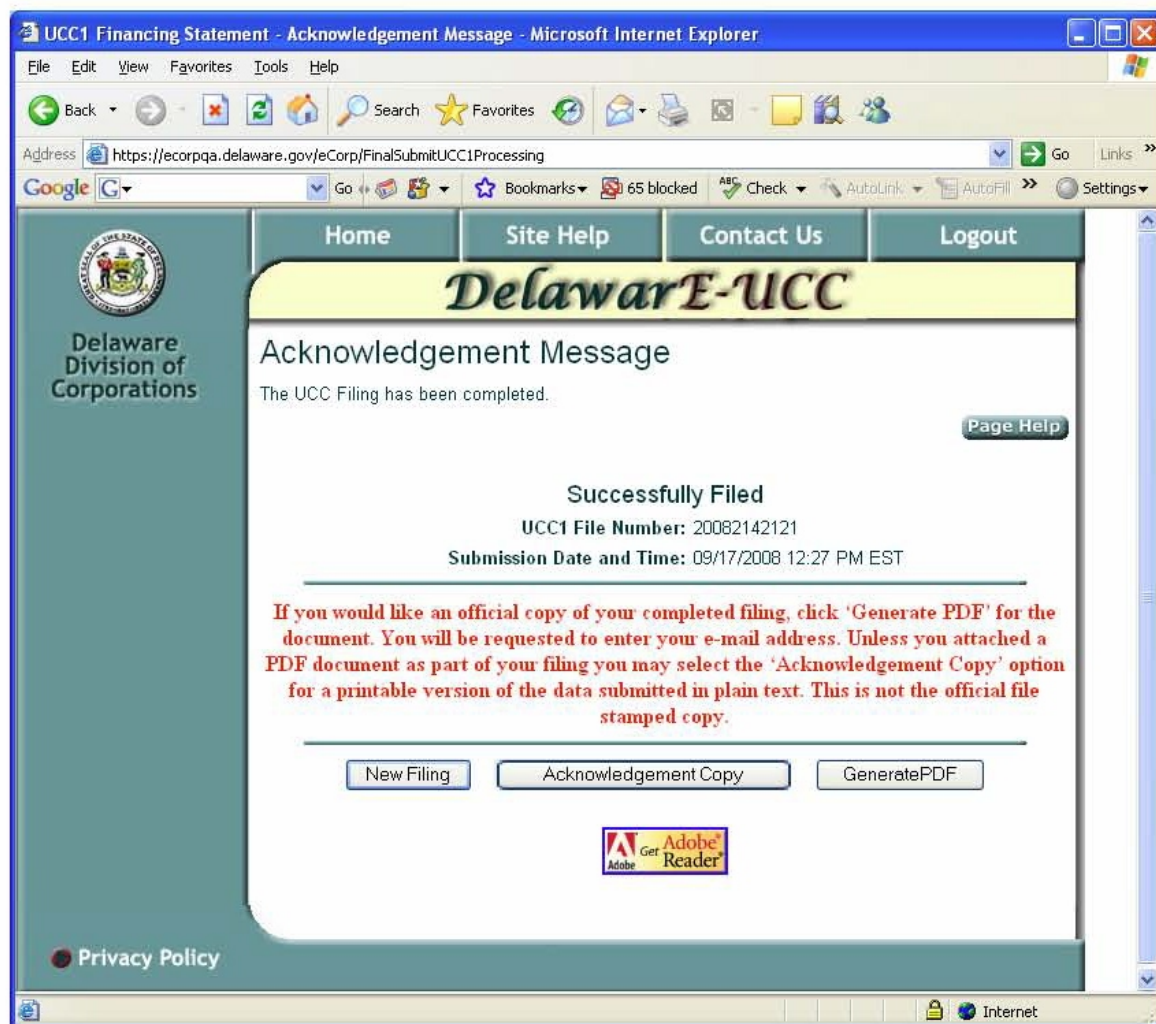 UCC1 Financing Statement - Acknowledgement Message - Microsoft Internet Explorer
File Edit View Favorites Tools Help
Back Search Favorites
Address https://ecorpqa.delaware.gov/eCorp/FinalSubmitUCC1Processing Go Links »
Google G Go Bookmarks 65 blocked ABC Check AutoLink AutoFill » Settings
Home Site Help Contact Us Logout
DelawarE-UCC
Delaware
Division of
Corporations
Acknowledgement Message
The UCC Filing has been completed.
Page Help
Successfully Filed
UCC1 File Number: 20082142121
Submission Date and Time: 09/17/2008 12:27 PM EST
If you would like an official copy of your completed filing, click ‘Generate PDF’ for the
document. You will be requested to enter your e-mail address. Unless you attached a
PDF document as part of your filing you may select the ‘Acknowledgement Copy’ option
for a printable version of the data submitted in plain text. This is not the official file
stamped copy.
New Filing Acknowledgement Copy GeneratePDF
Adobe Get Adobe® Reader®
Privacy Policy
Internet